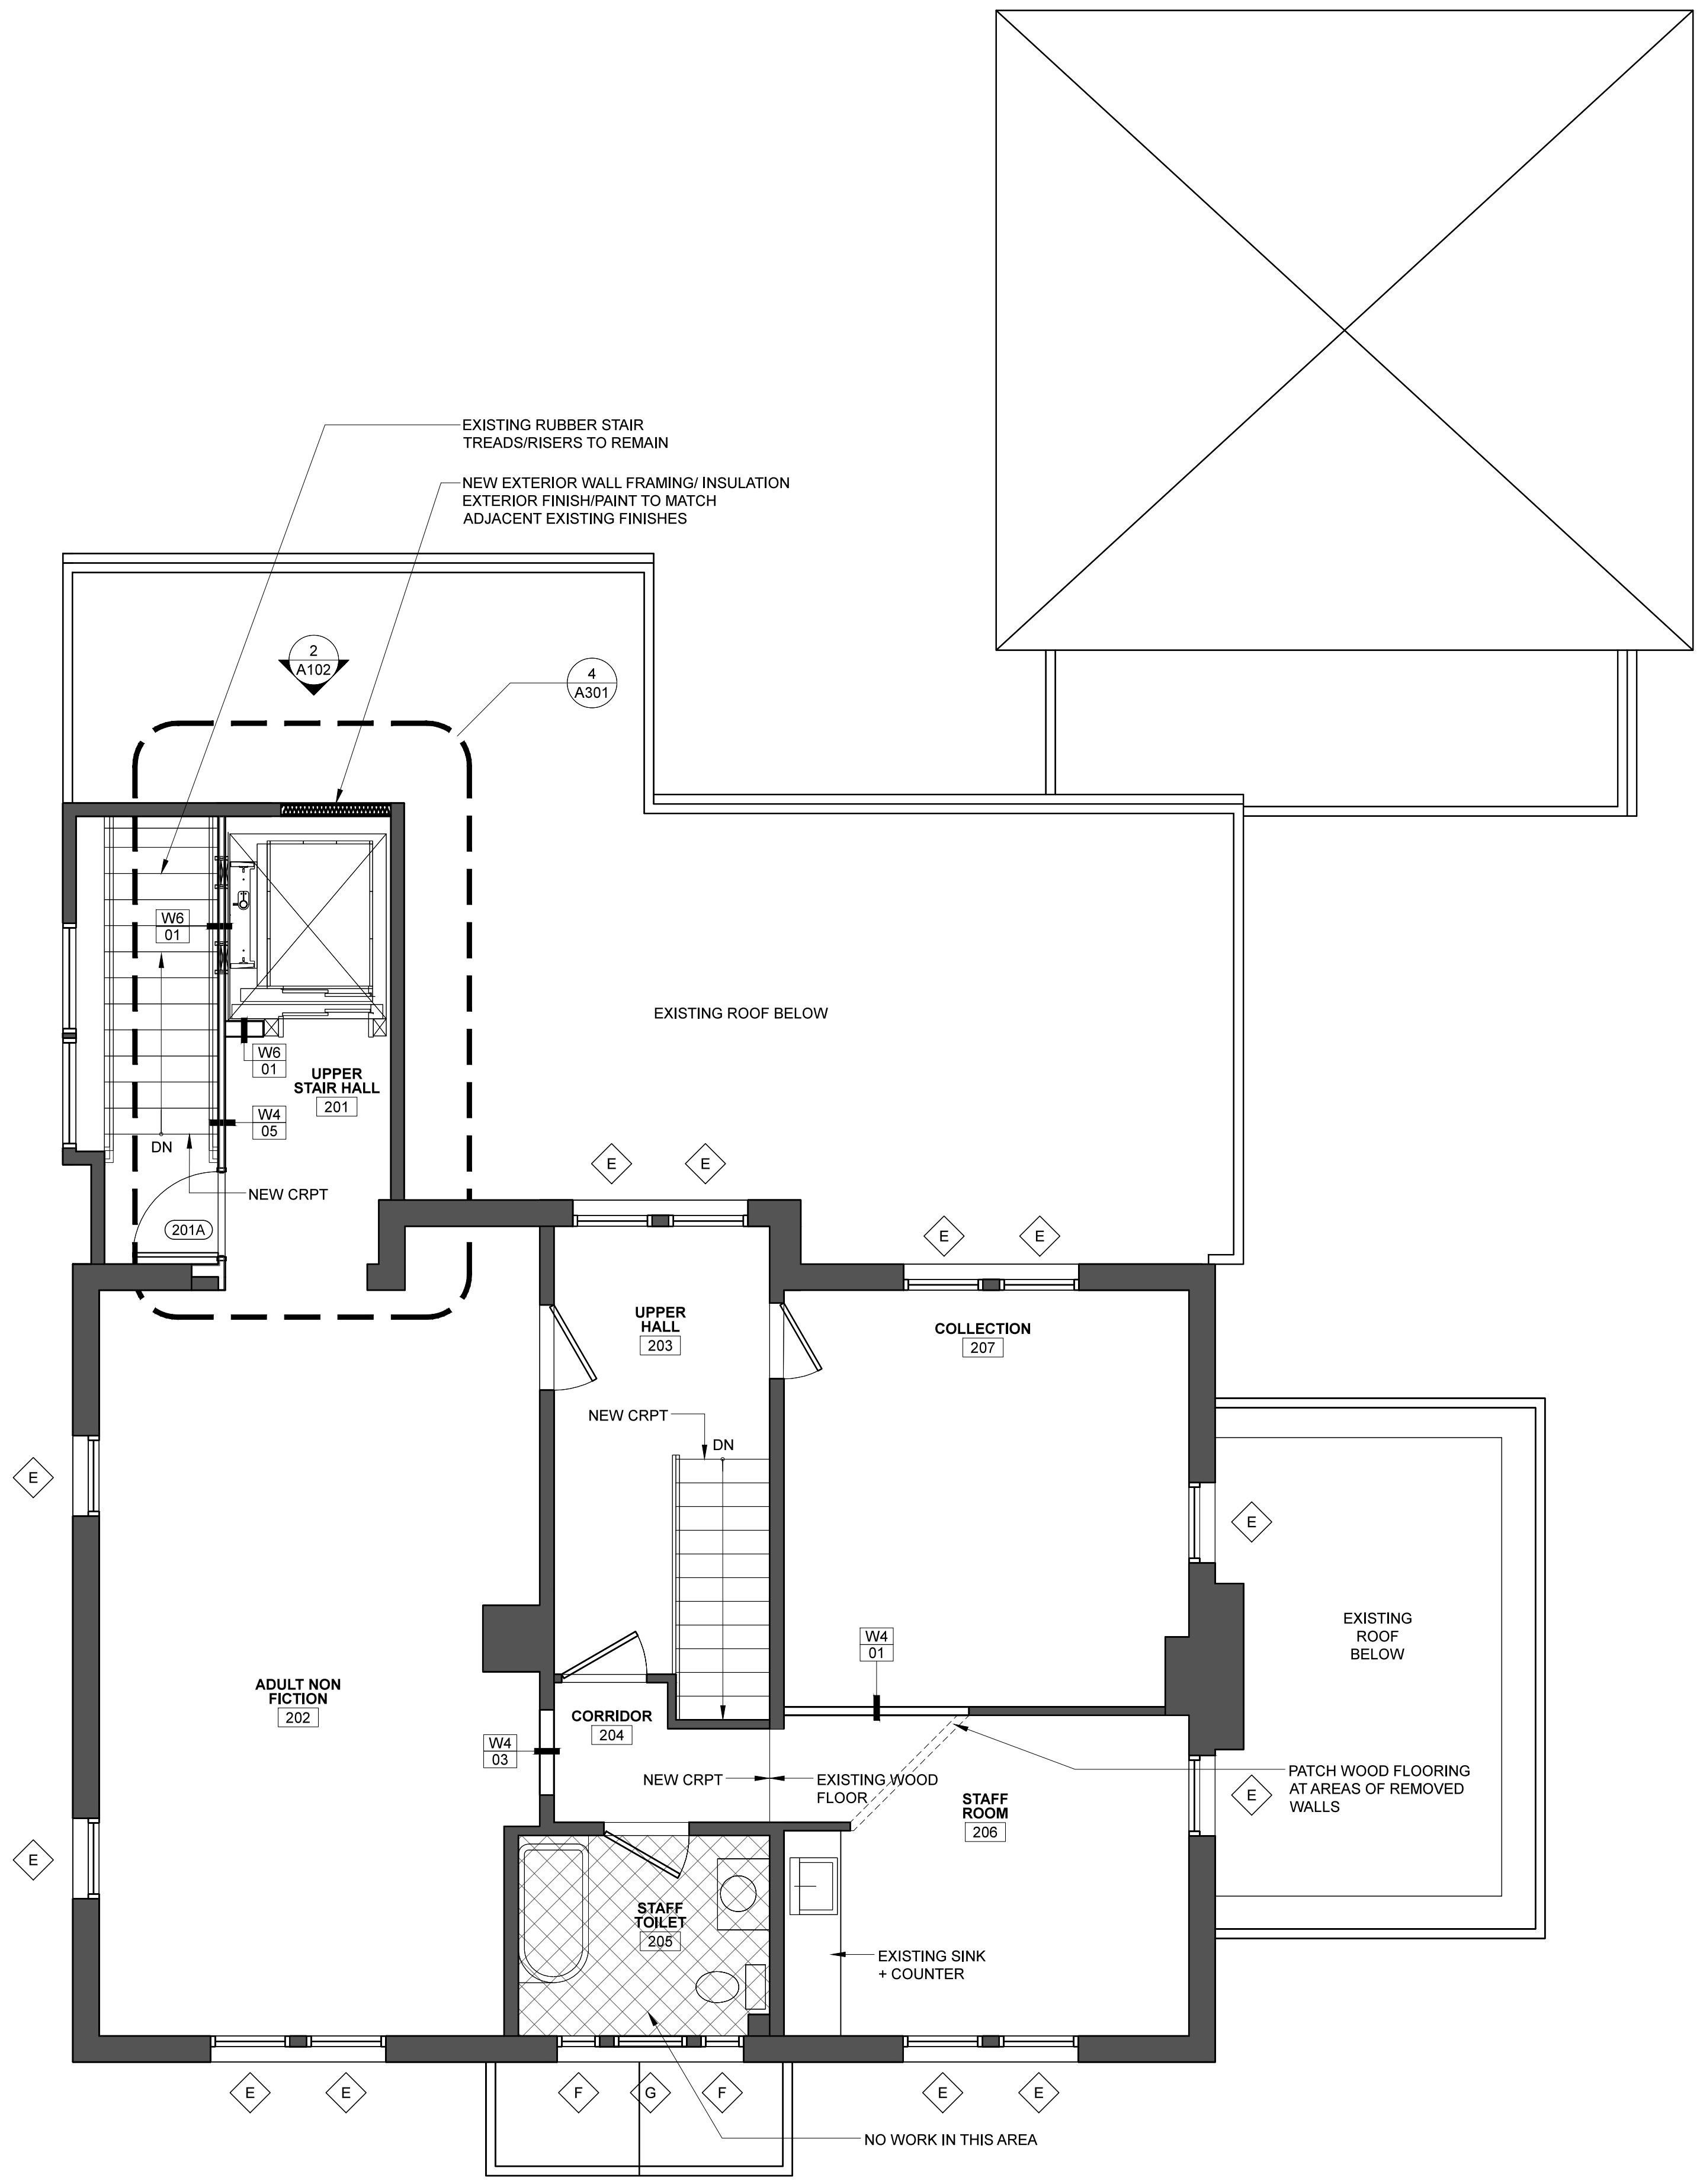 EXISTING RUBBER STAIR
TREADS/RISERS TO REMAIN
NEW EXTERIOR WALL FRAMING/ INSULATION
EXTERIOR FINISH/PAINT TO MATCH
ADJACENT EXISTING FINISHES
2
A102
4
A301
W6
01
EXISTING ROOF BELOW
W6
01
UPPER
STAIR HALL
201
W4
05
DN
NEW CRPT
201A
E
E
E
E
UPPER
HALL
203
COLLECTION
207
NEW CRPT
DN
E
E
EXISTING
ROOF
BELOW
W4
01
ADULT NON
FICTION
202
CORRIDOR
204
W4
03
NEW CRPT
EXISTING WOOD
FLOOR
PATCH WOOD FLOORING
AT AREAS OF REMOVED
WALLS
STAFF
ROOM
206
E
E
STAFF
TOILET
205
EXISTING SINK
+ COUNTER
E
E
F
G
F
E
E
NO WORK IN THIS AREA